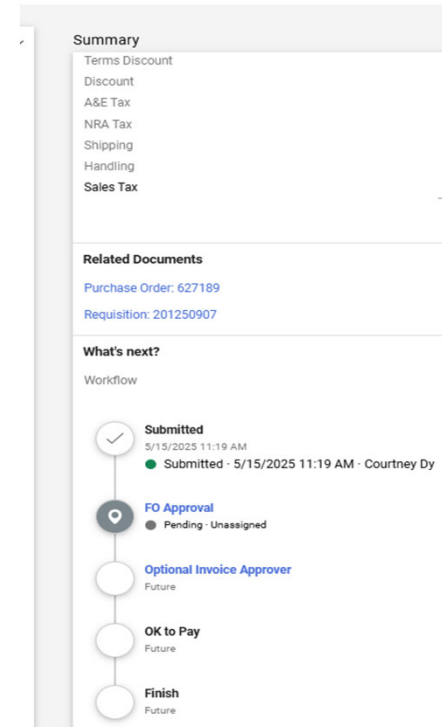 Summary
Terms Discount
Discount
A&E Tax
NRA Tax
Shipping
Handling
Sales Tax
Related Documents
Purchase Order: 627189
Requisition: 201250907
What's next?
Workflow
Submitted
5/15/2025 11:19 AM
Submitted · 5/15/2025 11:19 AM · Courtney Dy
FO Approval
Pending · Unassigned
Optional Invoice Approver
Future
OK to Pay
Future
Finish
Future